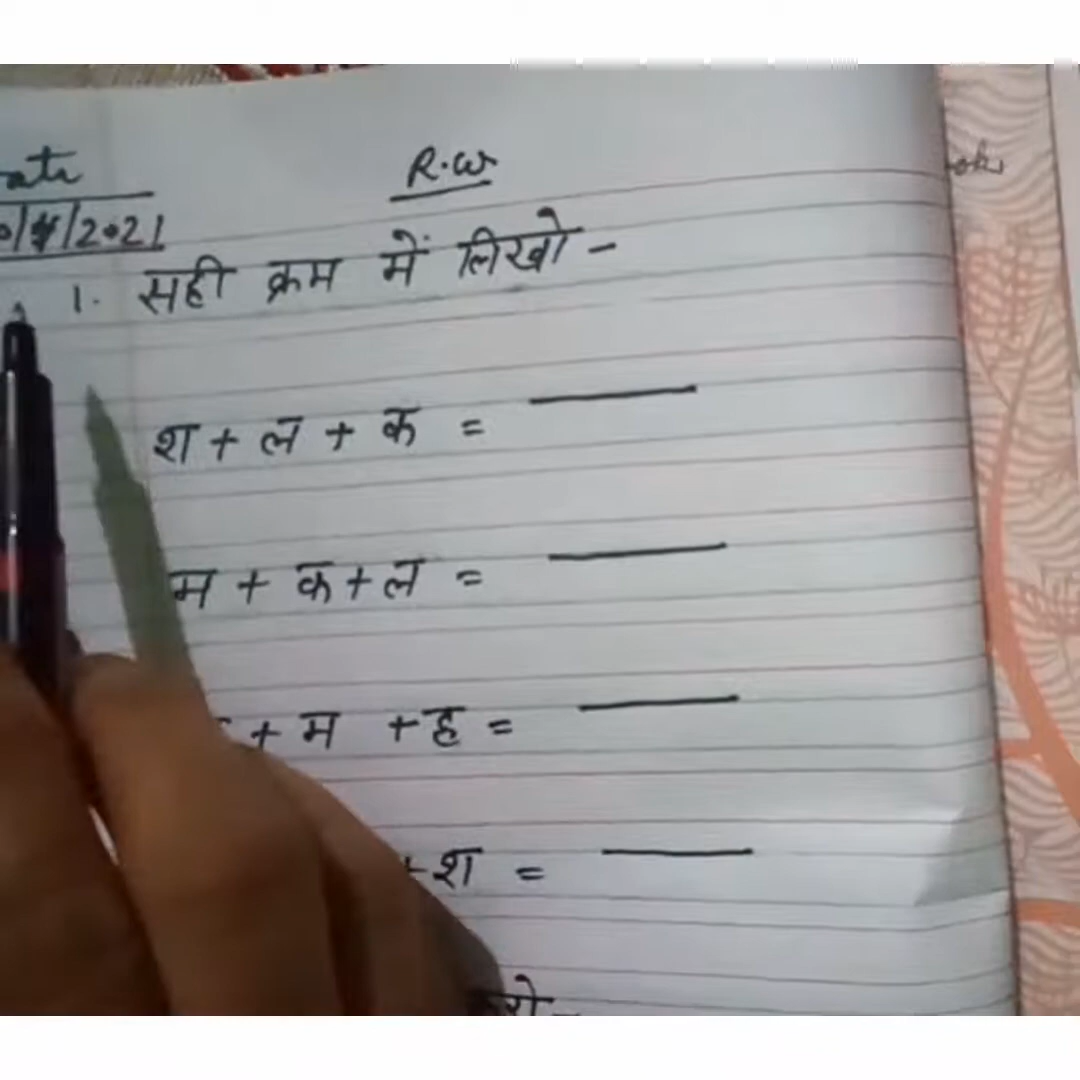 R.W
/2021
1. सही क्रम में लिखो -
श + ल + क =
म + क + ल =
+ म + ह =
+ श =